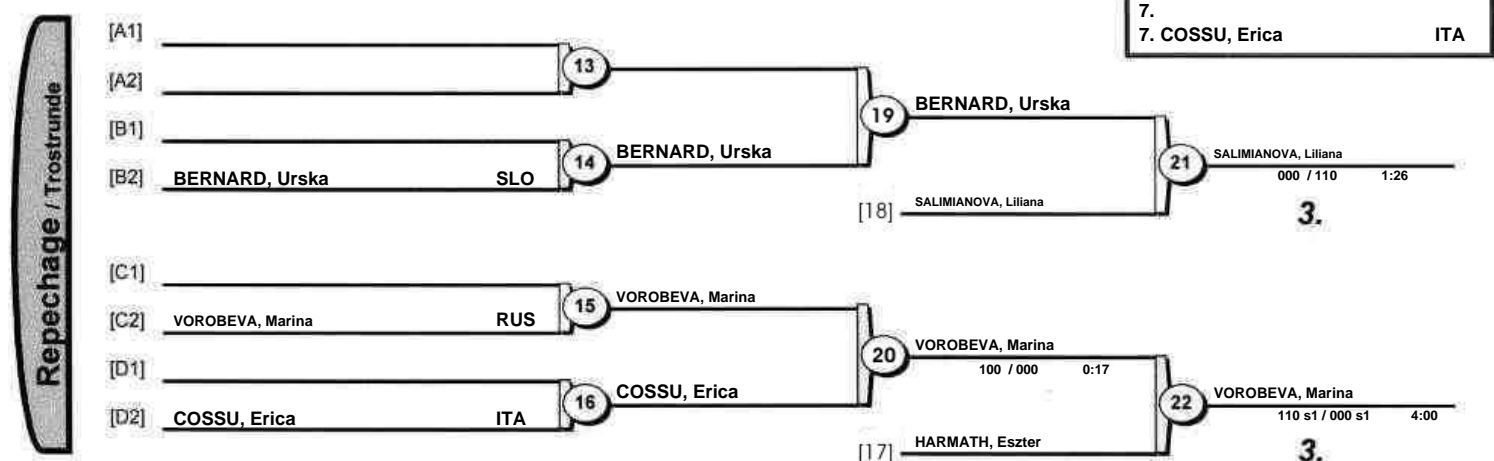 7.
7. COSSU, Erica ITA
Repechage / Trostrunde
[A1]
[A2]
13
[B1]
[B2] BERNARD, Urska SLO
14
BERNARD, Urska
19
BERNARD, Urska
[18] SALIMIANOVA, Liliana
21
SALIMIANOVA, Liliana
000 / 110 1:26
3.
[C1]
[C2] VOROBEVA, Marina RUS
15
VOROBEVA, Marina
[D1]
[D2] COSSU, Erica ITA
16
COSSU, Erica
20
VOROBEVA, Marina
100 / 000 0:17
[17] HARMATH, Eszter
22
VOROBEVA, Marina
110 s1 / 000 s1 4:00
3.